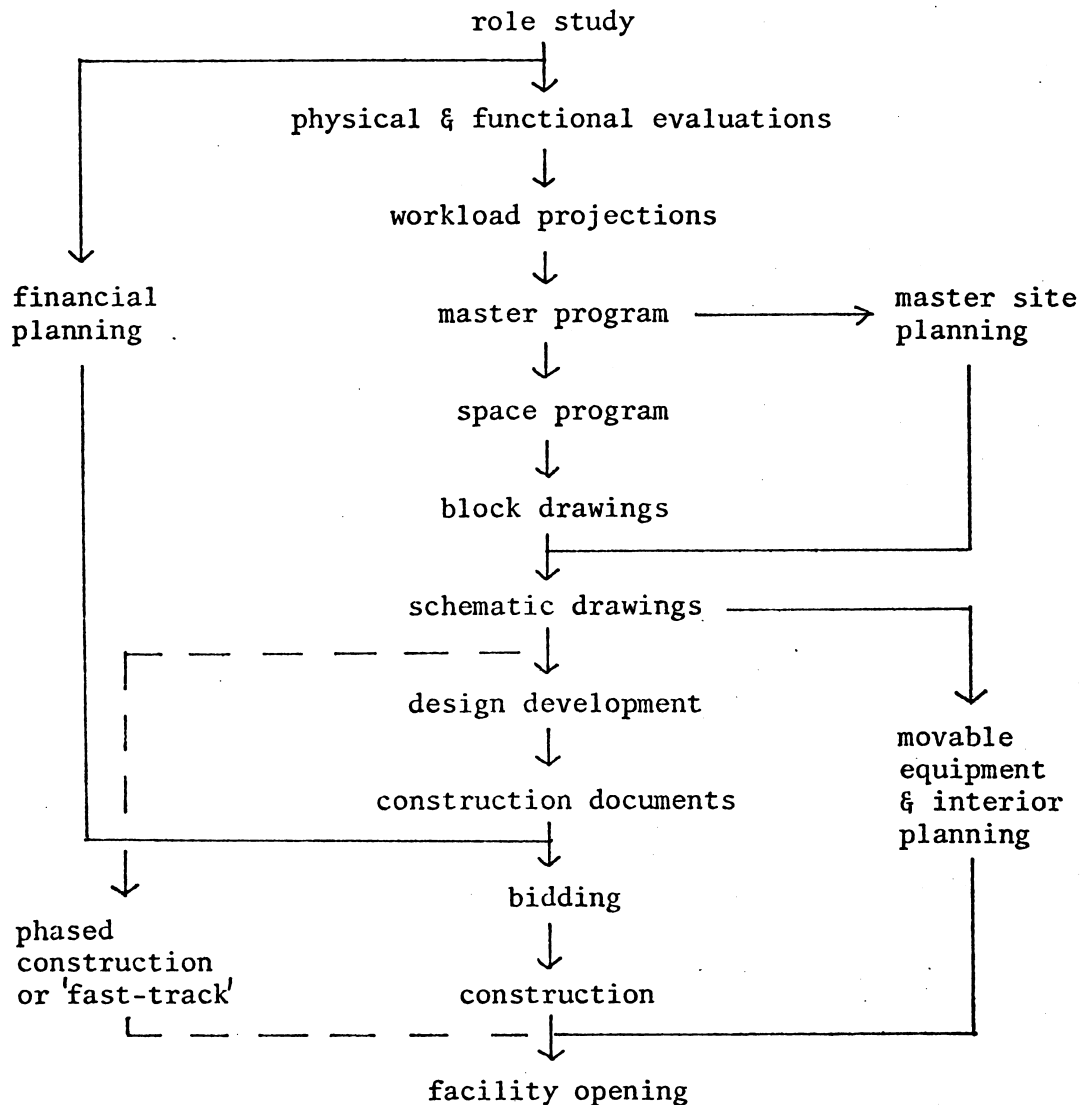 role study
physical & functional evaluations
workload projections
financial
planning
master program
master site
planning
space program
block drawings
schematic drawings
design development
movable
equipment
& interior
planning
construction documents
bidding
phased
construction
or 'fast-track'
construction
facility opening